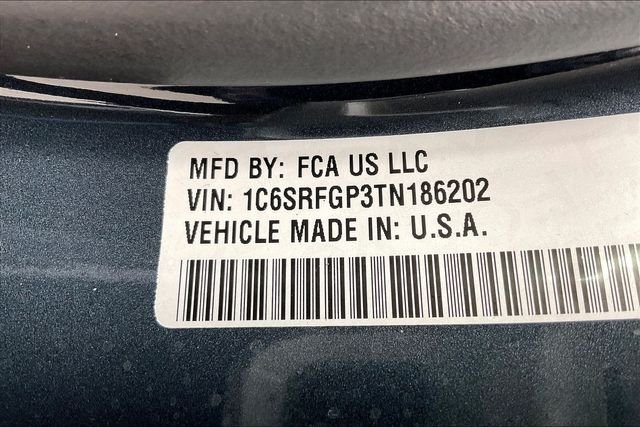 MFD BY: FCA US LLC
VIN: 1C6SRFGP3TN186202
VEHICLE MADE IN: U.S.A.